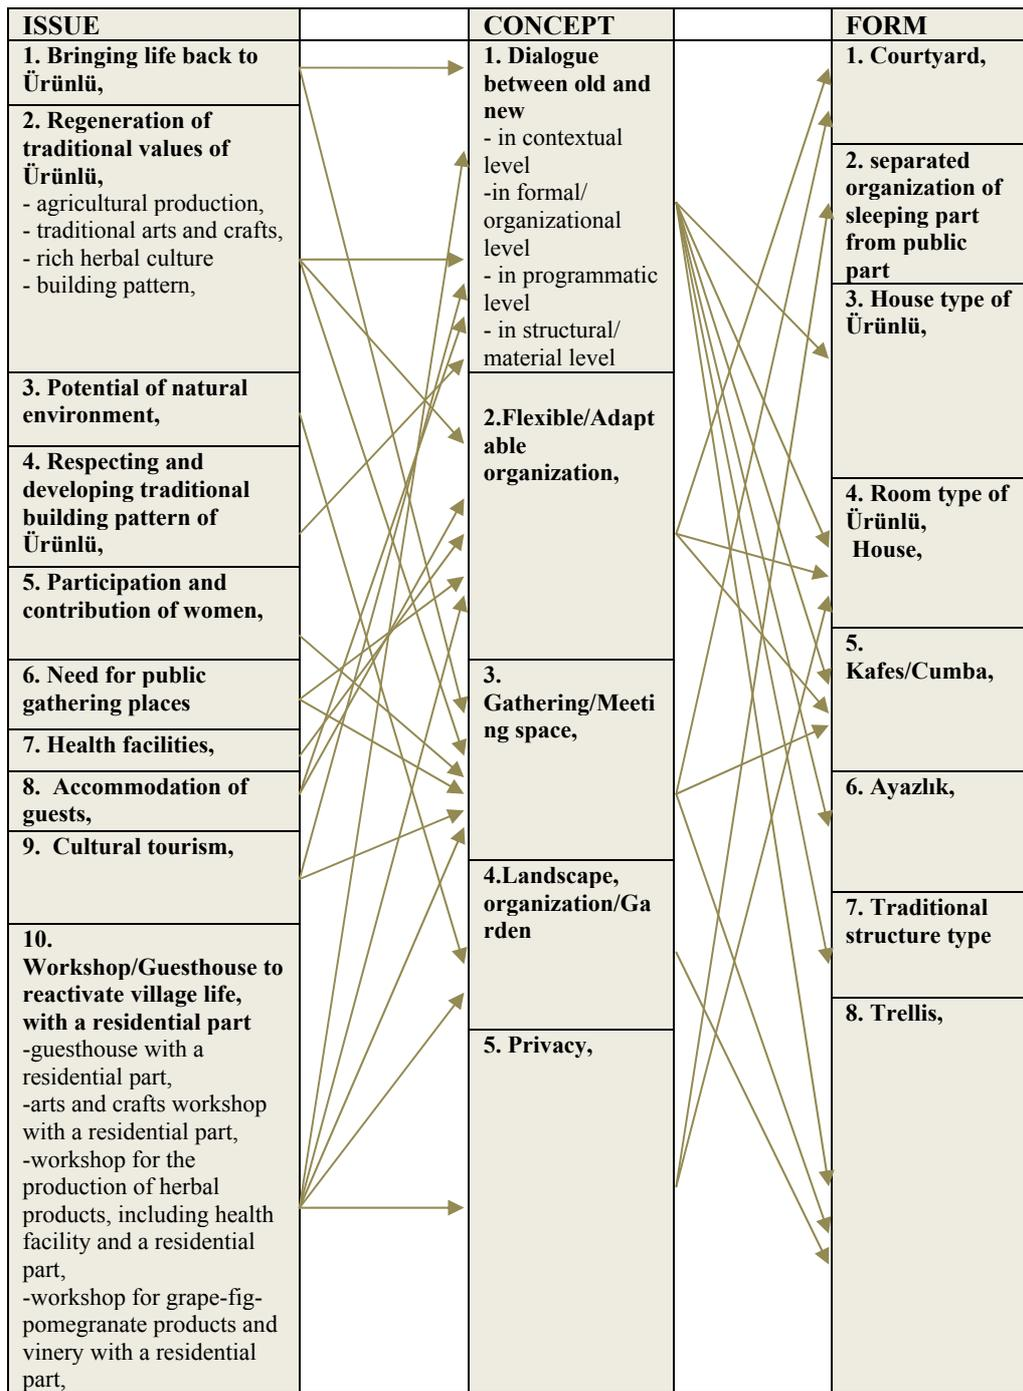 ISSUE
1. Bringing life back to
Ürünlü,
2. Regeneration of
traditional values of
Ürünlü,
- agricultural production,
- traditional arts and crafts,
- rich herbal culture
- building pattern,
3. Potential of natural
environment,
4. Respecting and
developing traditional
building pattern of
Ürünlü,
5. Participation and
contribution of women,
6. Need for public
gathering places
7. Health facilities,
8. Accommodation of
guests,
9. Cultural tourism,
10.
Workshop/Guesthouse to
reactivate village life,
with a residential part
-guesthouse with a
residential part,
-arts and crafts workshop
with a residential part,
-workshop for the
production of herbal
products, including health
facility and a residential
part,
-workshop for grape-fig-
pomegranate products and
vinery with a residential
part,
CONCEPT
1. Dialogue
between old and
new
- in contextual
level
-in formal/
organizational
level
- in programmatic
level
- in structural/
material level
2.Flexible/Adapt
able
organization,
3.
Gathering/Meeti
ng space,
4.Landscape,
organization/Ga
rden
5. Privacy,
FORM
1. Courtyard,
2. separated
organization of
sleeping part
from public
part
3. House type of
Ürünlü,
4. Room type of
Ürünlü,
House,
5.
Kafes/Cumba,
6. Ayazlık,
7. Traditional
structure type
8. Trellis,